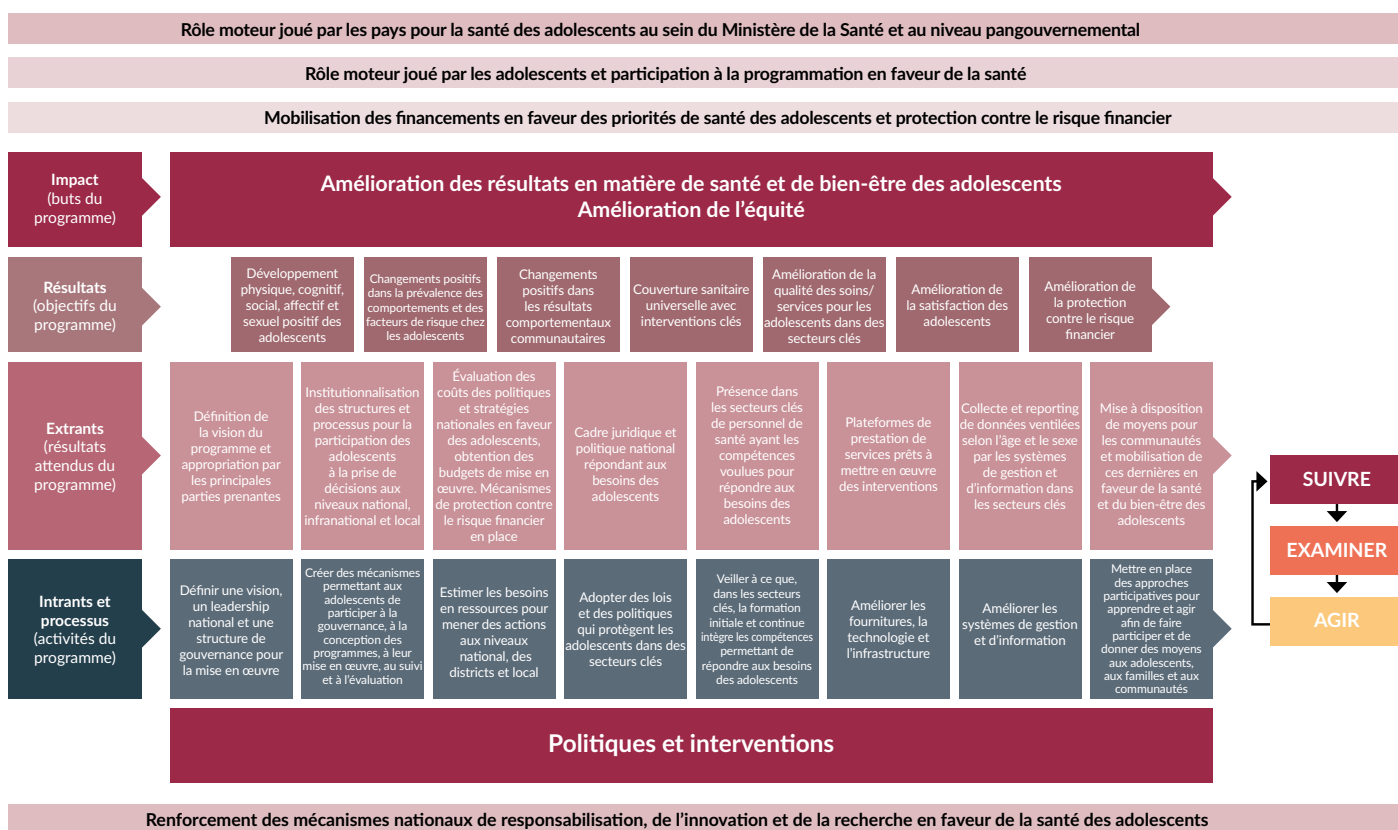 Rôle moteur joué par les pays pour la santé des adolescents au sein du Ministère de la Santé et au niveau pangouvernemental
Rôle moteur joué par les adolescents et participation à la programmation en faveur de la santé
Mobilisation des financements en faveur des priorités de santé des adolescents et protection contre le risque financier
Impact
(buts du
programme)
Amélioration des résultats en matière de santé et de bien-être des adolescents
Amélioration de l’équité
Résultats
(objectifs du
programme)
Développement
physique, cognitif,
social, affectif et
sexuel positif des
adolescents
Changements positifs
dans la prévalence des
comportements et des
facteurs de risque chez
les adolescents
Changements
positifs dans
les résultats
comportementaux
communautaires
Couverture sanitaire
universelle avec
interventions clés
Amélioration de la
qualité des soins/
services pour les
adolescents dans des
secteurs clés
Amélioration de
la satisfaction des
adolescents
Amélioration de
la protection
contre le risque
financier
Extrants
(résultats
attendus du
programme)
Définition de
la vision du
programme et
appropriation par
les principales
parties prenantes
Institutionnalisation
des structures et
processus pour la
participation des
adolescents
à la prise de
décisions aux
niveaux national,
infranational et local
Évaluation des
coûts des politiques
et stratégies
nationales en faveur
des adolescents,
obtention des
budgets de mise en
œuvre. Mécanismes
de protection contre
le risque financier
en place
Cadre juridique et
politique national
répondant aux
besoins des
adolescents
Présence dans
les secteurs clés
de personnel de
santé ayant les
compétences
voulues pour
répondre aux
besoins des
adolescents
Plateformes de
prestation de
services prêts à
mettre en œuvre
des interventions
Collecte et reporting
de données ventilées
selon l’âge et le sexe
par les systèmes
de gestion et
d’information dans
les secteurs clés
Mise à disposition
de moyens pour
les communautés
et mobilisation de
ces dernières en
faveur de la santé
et du bien-être des
adolescents
Intrants et
processus
(activités du
programme)
Définir une vision,
un leadership
national et une
structure de
gouvernance pour
la mise en œuvre
Créer des mécanismes
permettant aux
adolescents de
participer à la
gouvernance, à la
conception des
programmes, à leur
mise en œuvre, au suivi
et à l’évaluation
Estimer les besoins
en ressources pour
mener des actions
aux niveaux
national, des
districts et local
Adopter des lois
et des politiques
qui protègent les
adolescents dans des
secteurs clés
Veiller à ce que,
dans les secteurs
clés, la formation
initiale et continue
intègre les compétences
permettant de
répondre aux besoins
des adolescents
Améliorer les
fournitures, la
technologie et
l’infrastructure
Améliorer les
systèmes de gestion
et d’information
Mettre en place
des approches
participatives pour
apprendre et agir
afin de faire
participer et de
donner des moyens
aux adolescents,
aux familles et aux
communautés
SUIVRE
EXAMINER
AGIR
Politiques et interventions
Renforcement des mécanismes nationaux de responsabilisation, de l’innovation et de la recherche en faveur de la santé des adolescents